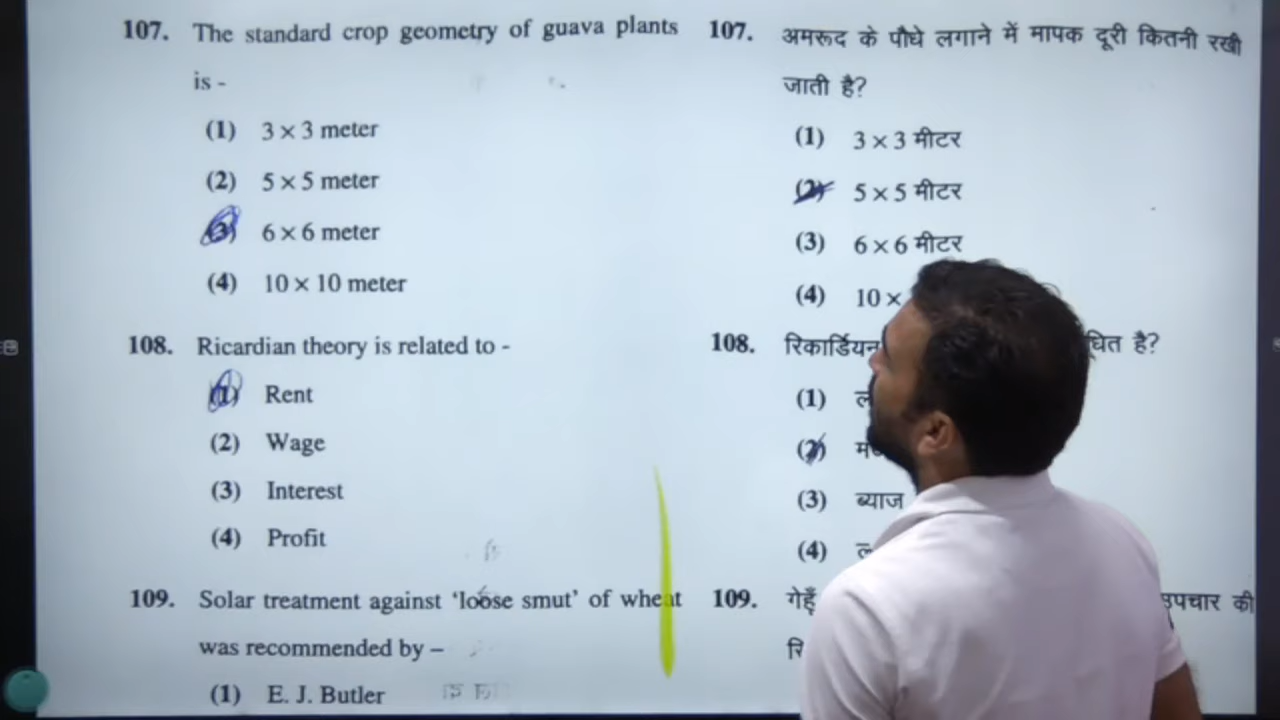 107. The standard crop geometry of guava plants
is -
(1) 3 × 3 meter
(2) 5 × 5 meter
(3) 6 × 6 meter
(4) 10 × 10 meter
108. Ricardian theory is related to -
(1) Rent
(2) Wage
(3) Interest
(4) Profit
109. Solar treatment against ‘loose smut’ of wheat
was recommended by –
(1) E. J. Butler
107. अमरूद के पौधे लगाने में मापक दूरी कितनी रखी
जाती है?
(1) 3 × 3 मीटर
(2) 5 × 5 मीटर
(3) 6 × 6 मीटर
(4) 10 ×
108. रिकार्डियन है?
(1)
(2)
(3) ब्याज
(4)
109. गेहूँ उपचार की